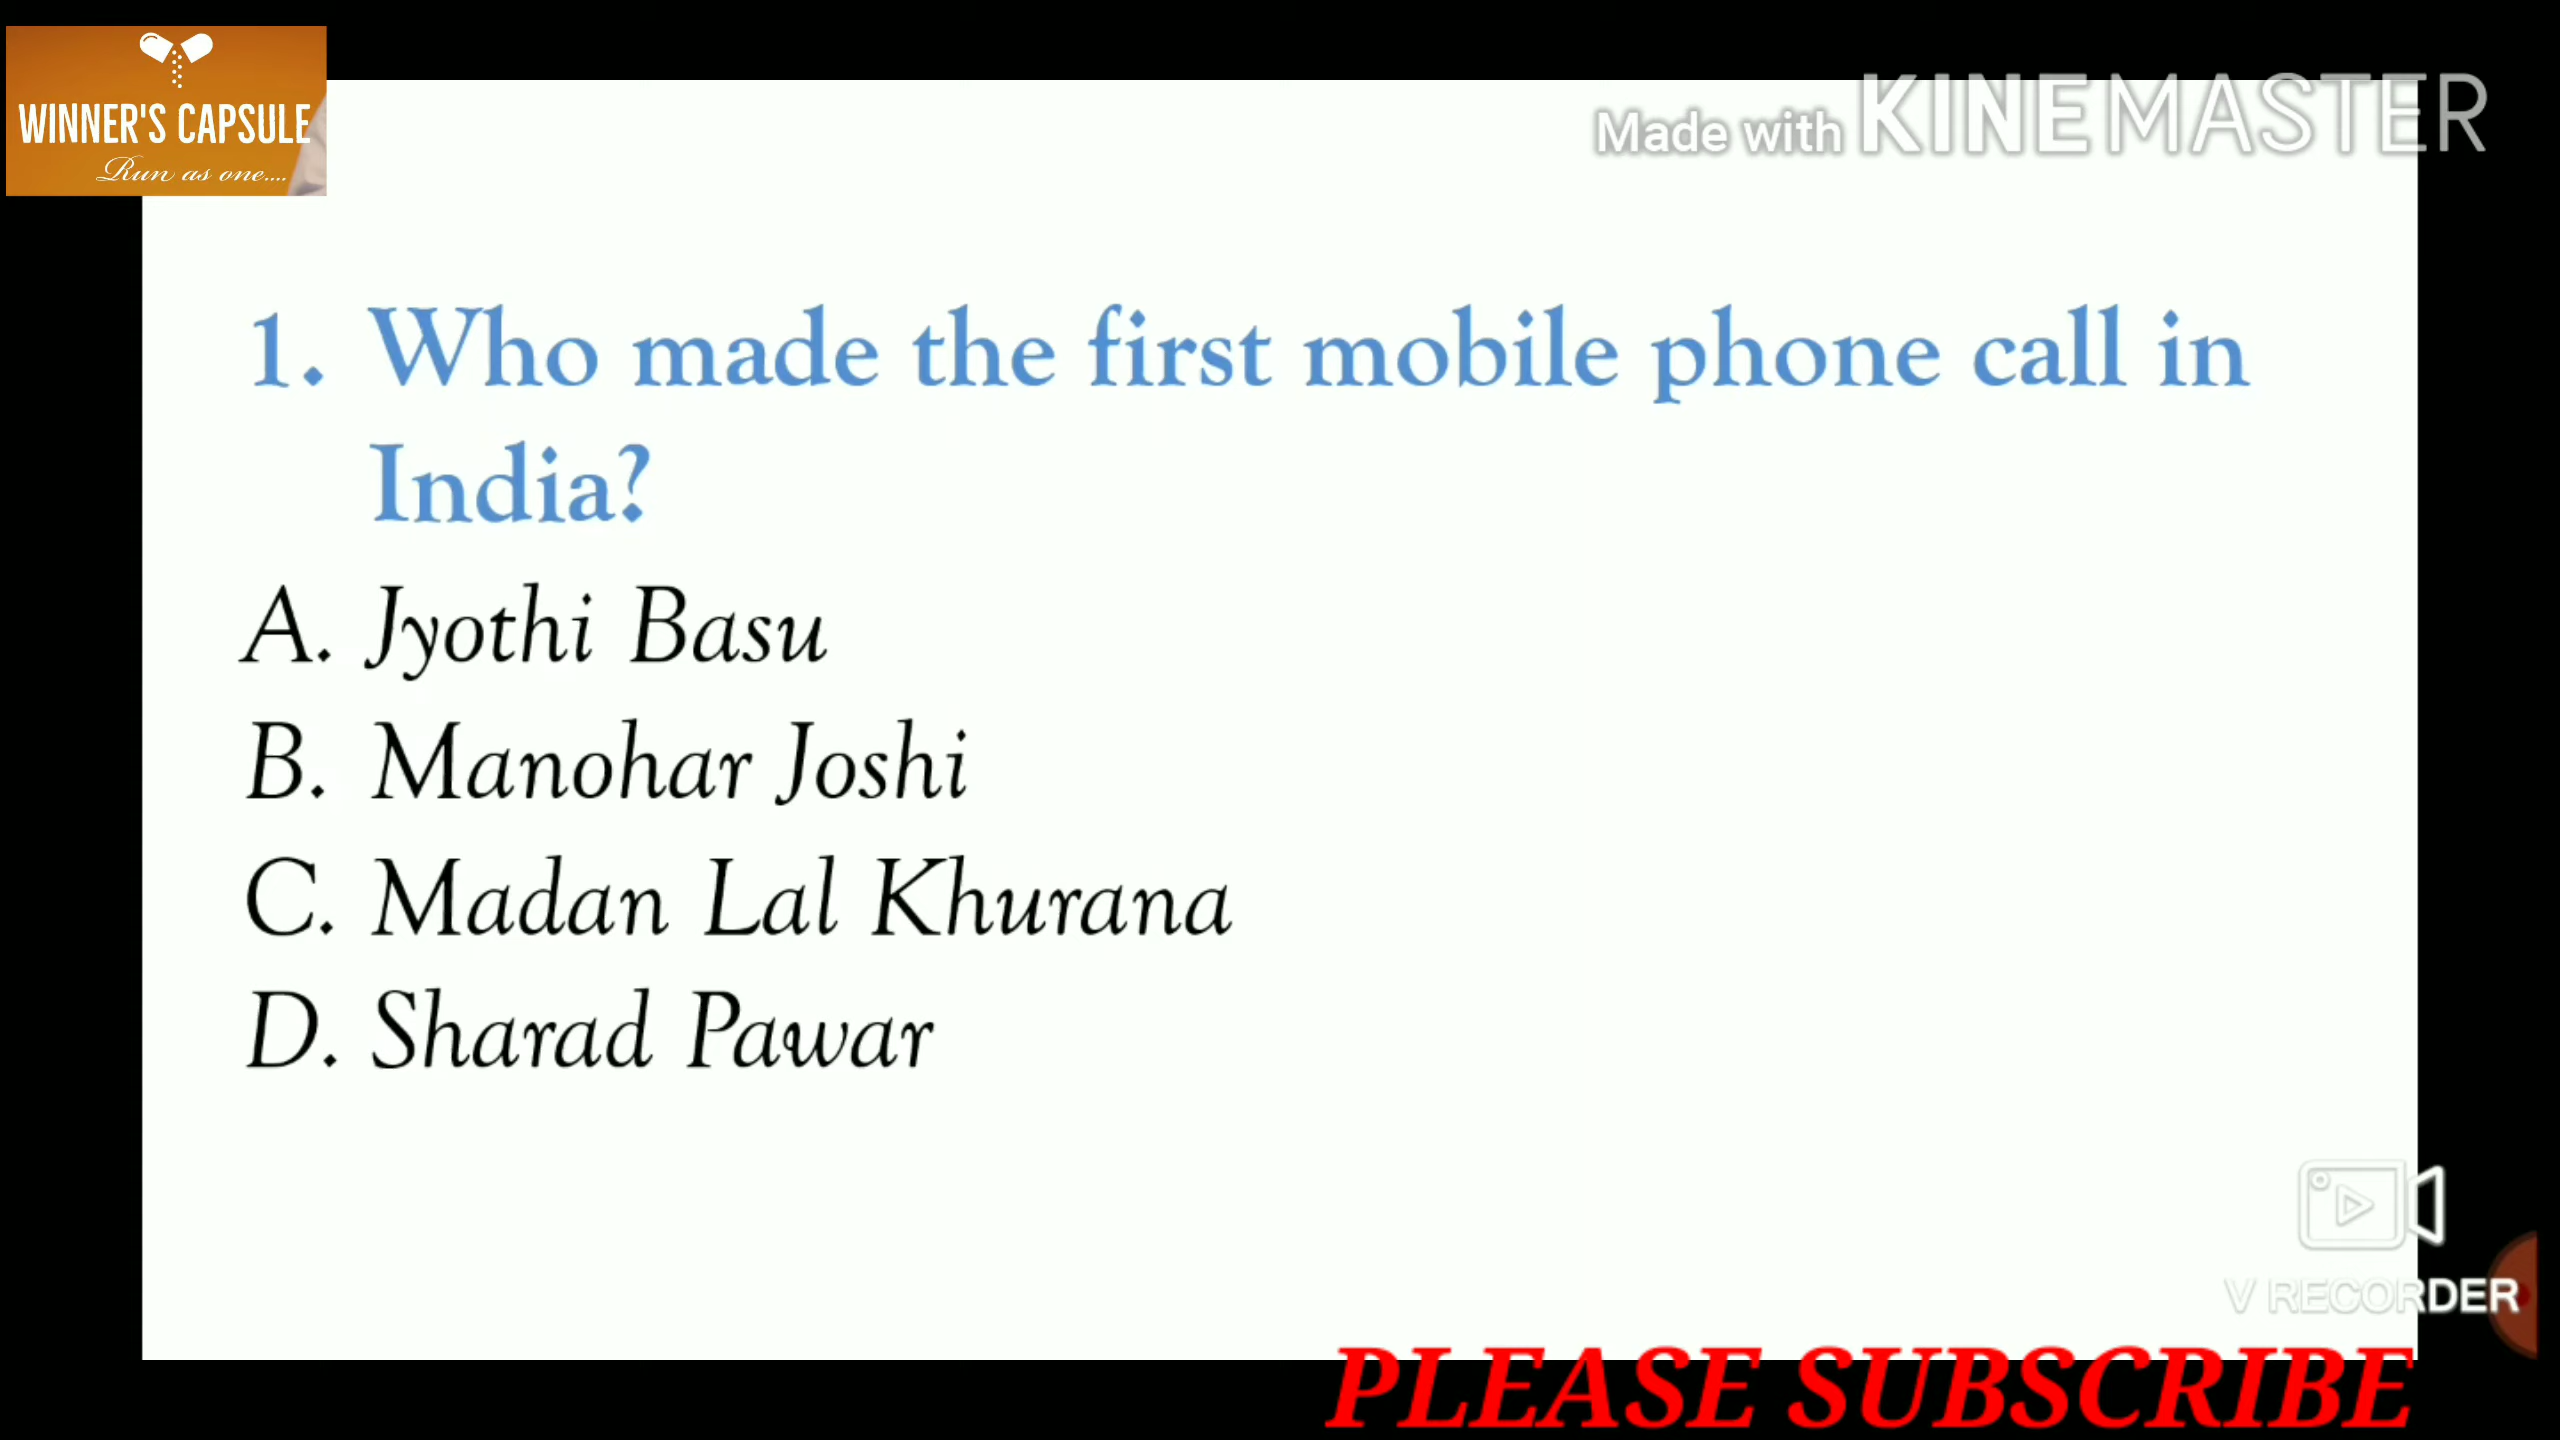 WINNER'S CAPSULE
Run as one....
Made with KINEMASTER
1. Who made the first mobile phone call in
India?
A. Jyothi Basu
B. Manohar Joshi
C. Madan Lal Khurana
D. Sharad Pawar
V RECORDER
PLEASE SUBSCRIBE